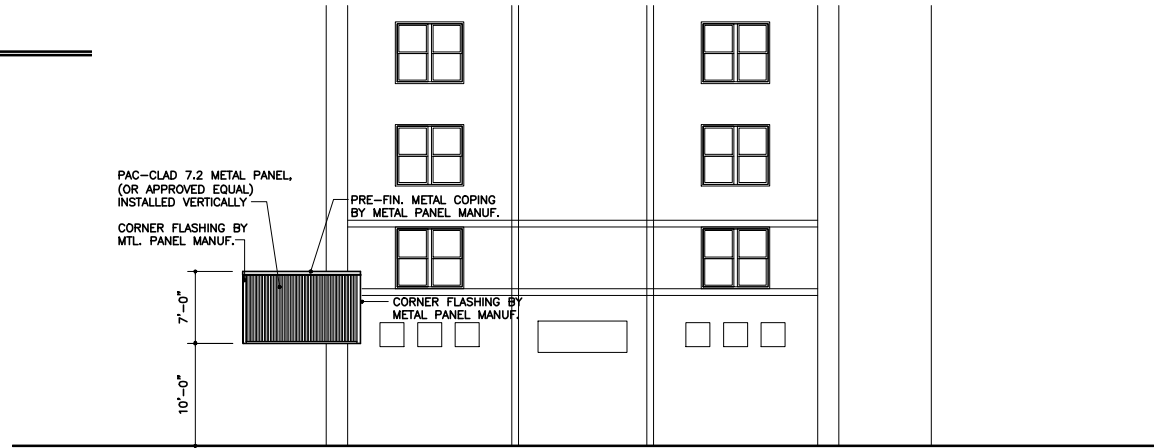 PAC-CLAD 7.2 METAL PANEL,
(OR APPROVED EQUAL)
INSTALLED VERTICALLY
CORNER FLASHING BY
MTL. PANEL MANUF.
PRE-FIN. METAL COPING
BY METAL PANEL MANUF.
CORNER FLASHING BY
METAL PANEL MANUF.
7'-0"
10'-0"